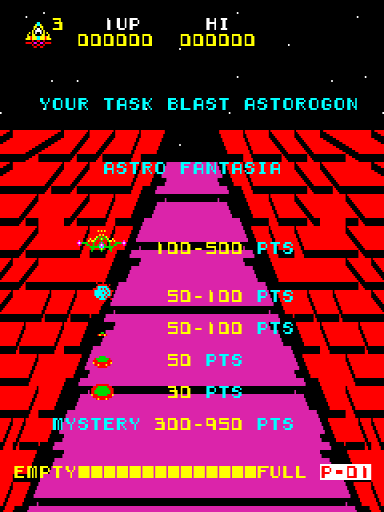 3 1UP HI
000000 000000
YOUR TASK BLAST ASTOROGON
ASTRO FANTASIA
100-500 PTS
50-100 PTS
50-100 PTS
50 PTS
30 PTS
MYSTERY 300-950 PTS
EMPTY FULL P-01